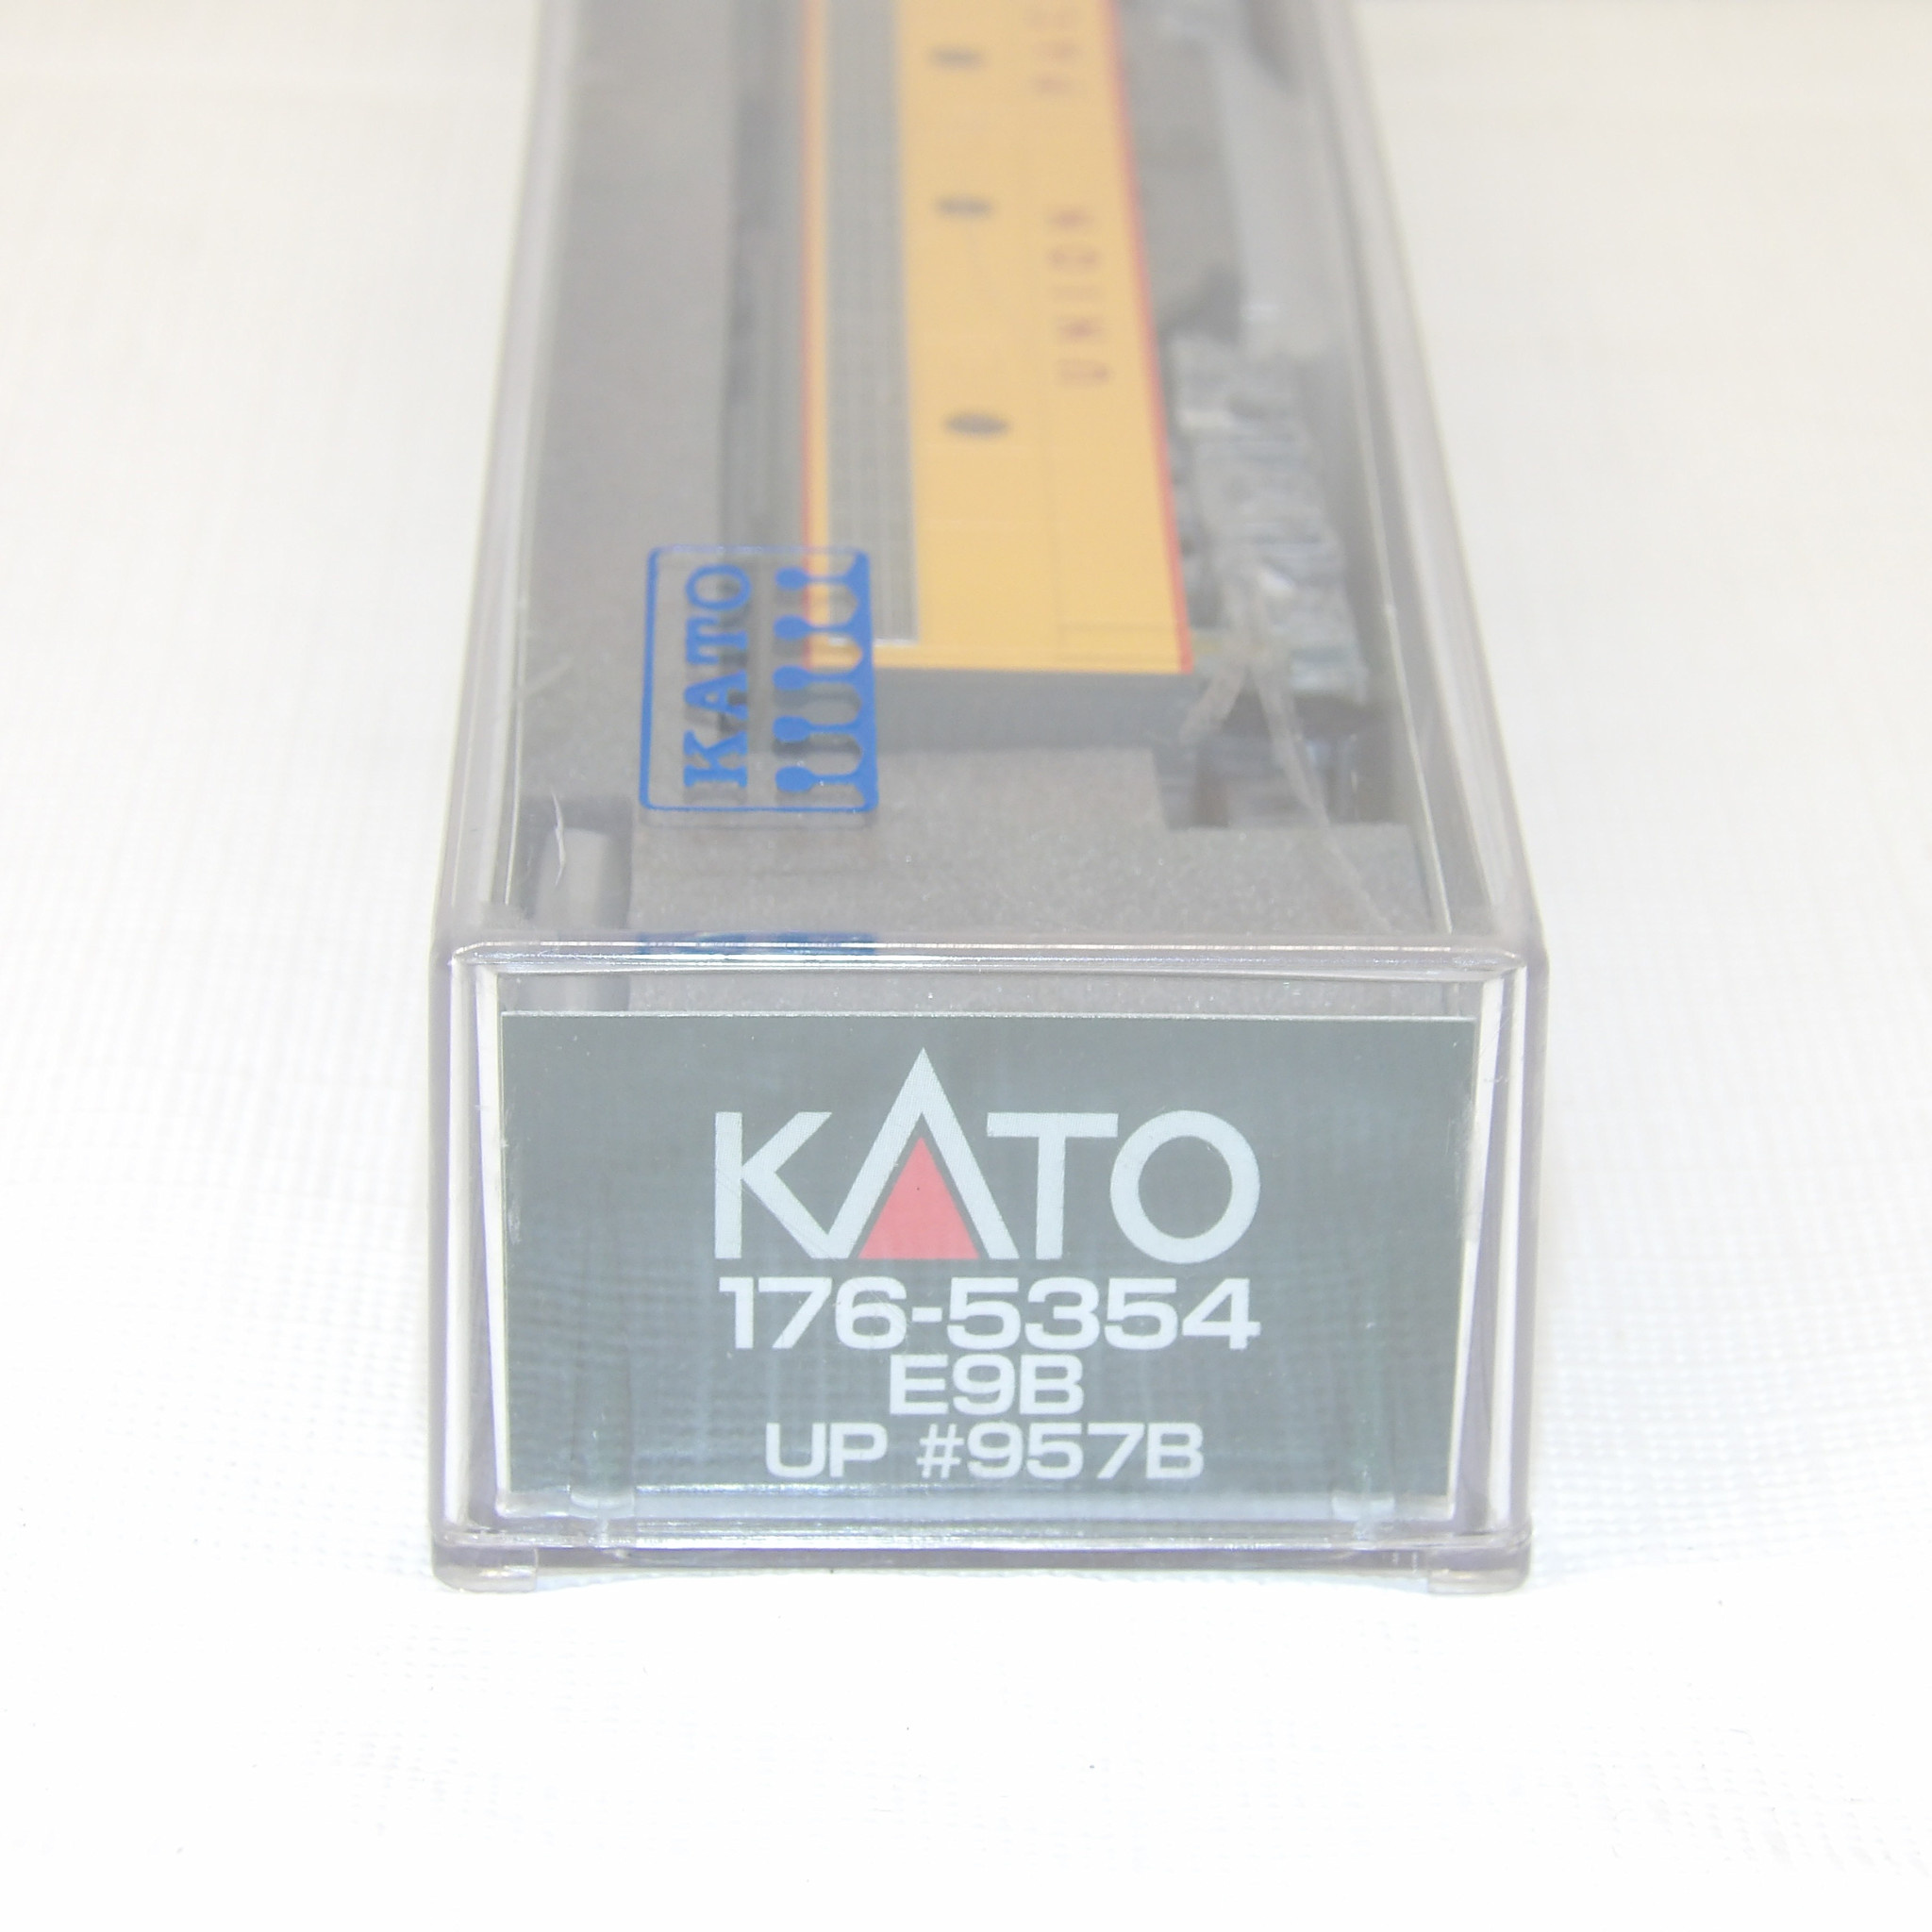 UNION
KATO
KATO
176-5354
E9B
UP #957B